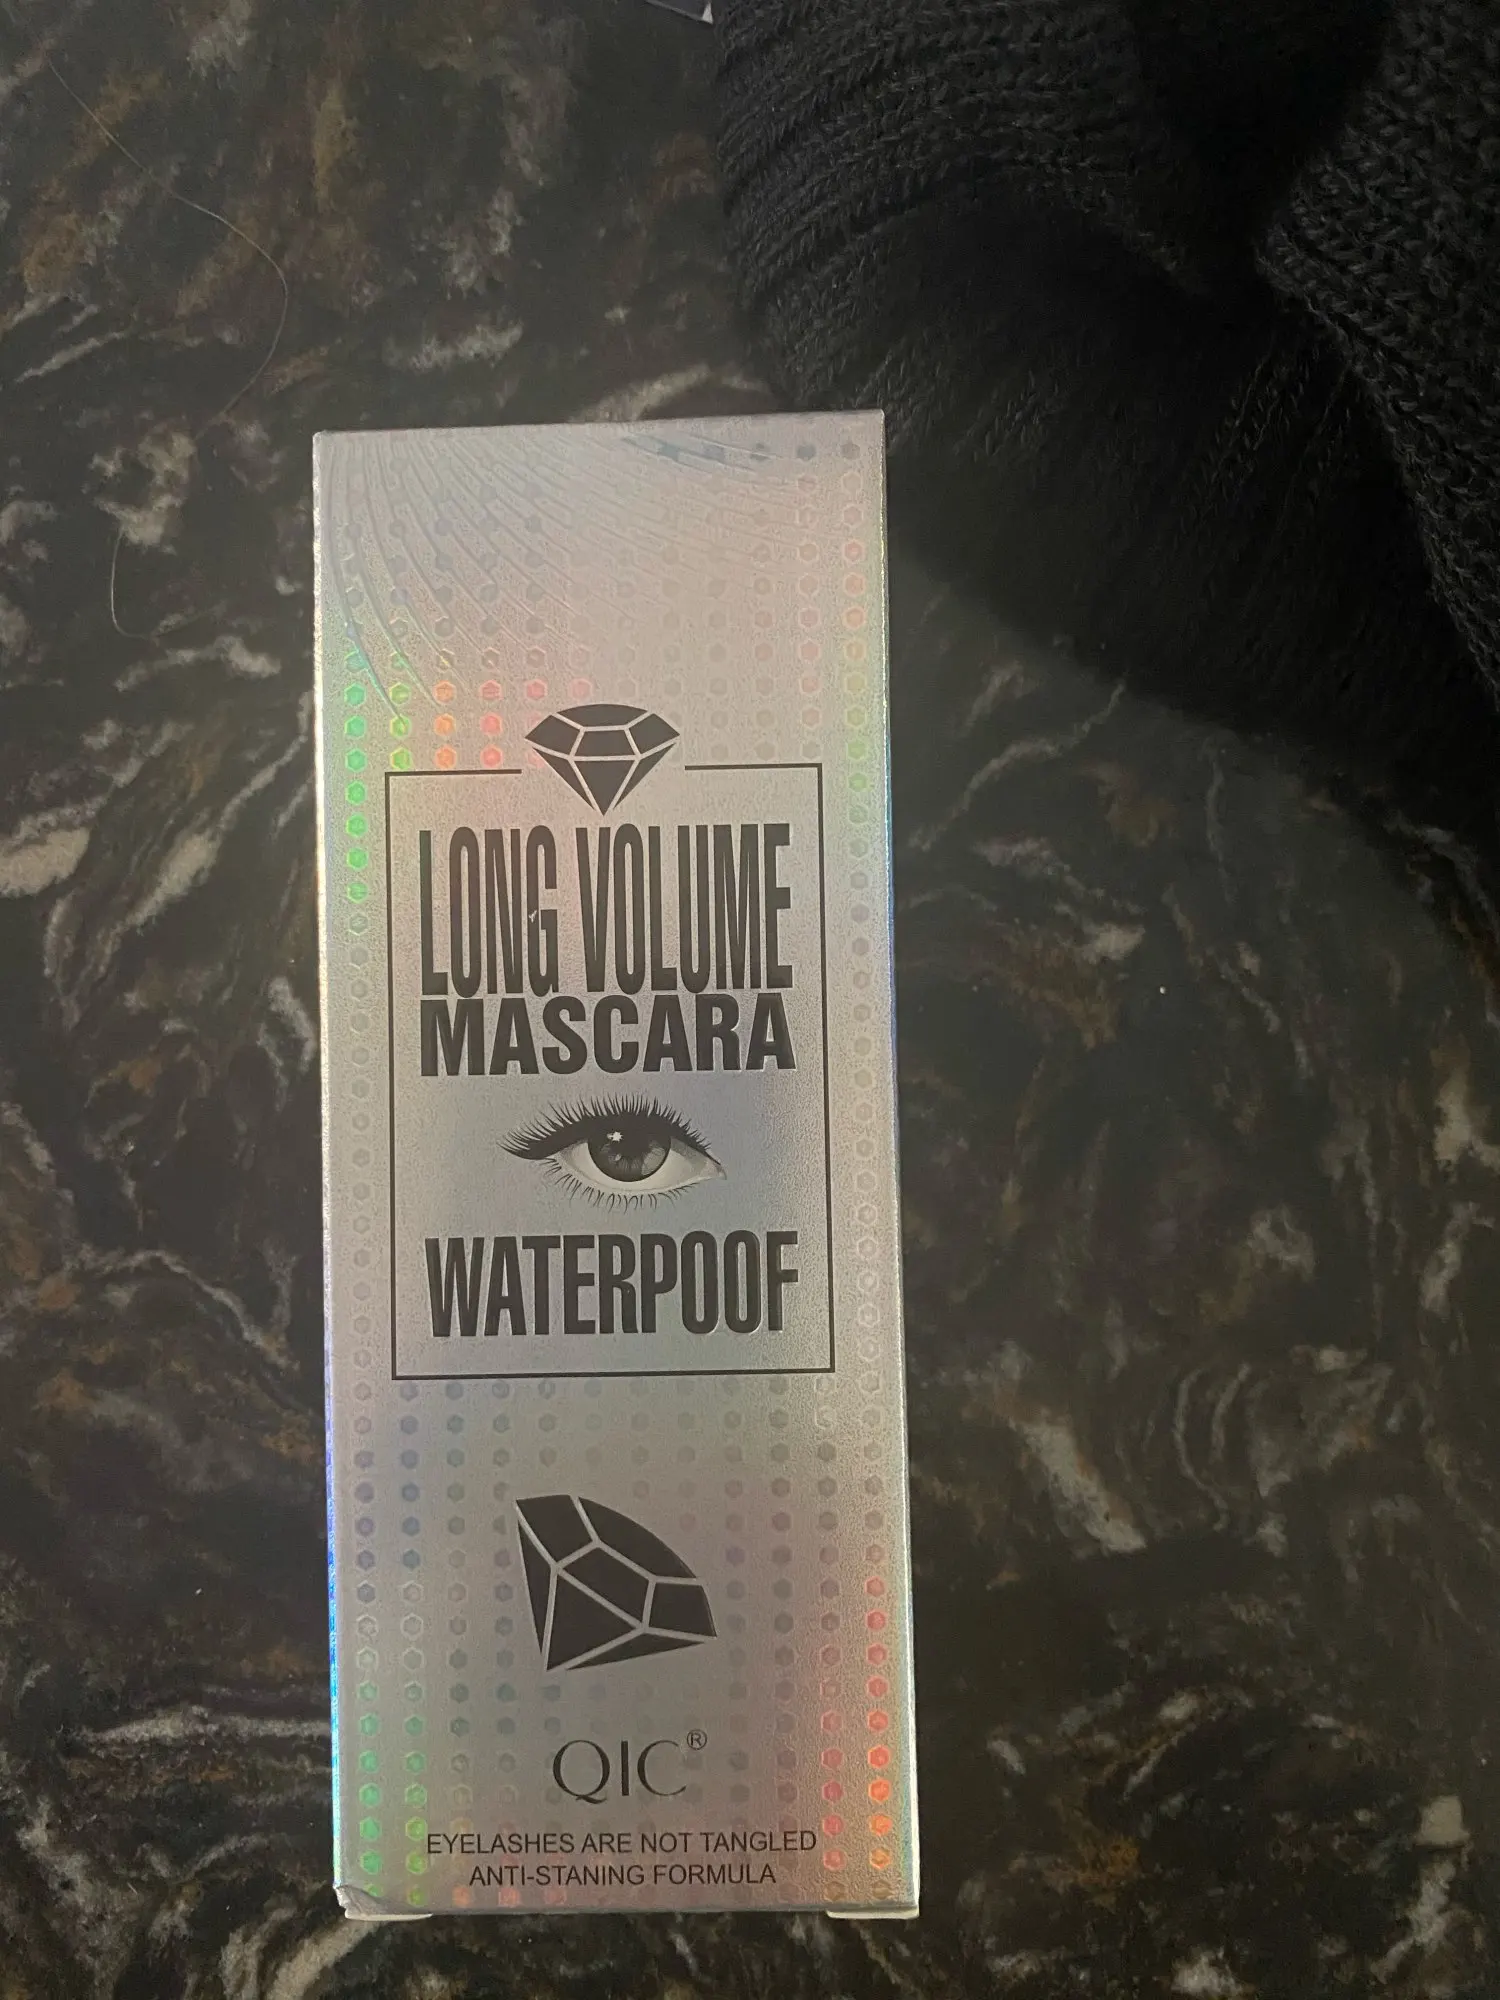 LONG VOLUME
MASCARA
WATERPOOF
QIC®
EYELASHES ARE NOT TANGLED
ANTI-STANING FORMULA